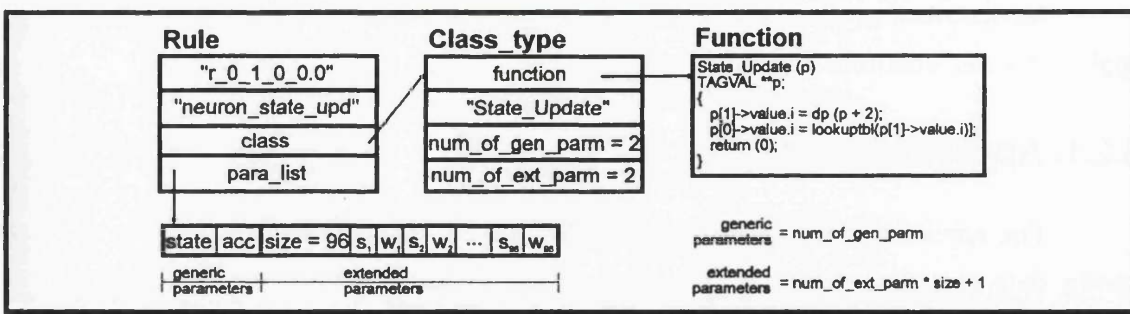 Rule
"r_0_1_0_0.0"
"neuron_state_upd"
class
para_list
Class_type
function
"State_Update"
num_of_gen_parm = 2
num_of_ext_parm = 2
Function
State_Update (p)
TAGVAL **p;
{
p[1]->value.i = dp (p + 2);
p[0]->value.i = lookuptbl(p[1]->value.i)];
return (0);
}
state acc size = 96 s₁ w₁ s₂ w₂ ... s₉₆ w₉₆
generic parameters
extended parameters
generic parameters = num_of_gen_parm
extended parameters = num_of_ext_parm * size + 1